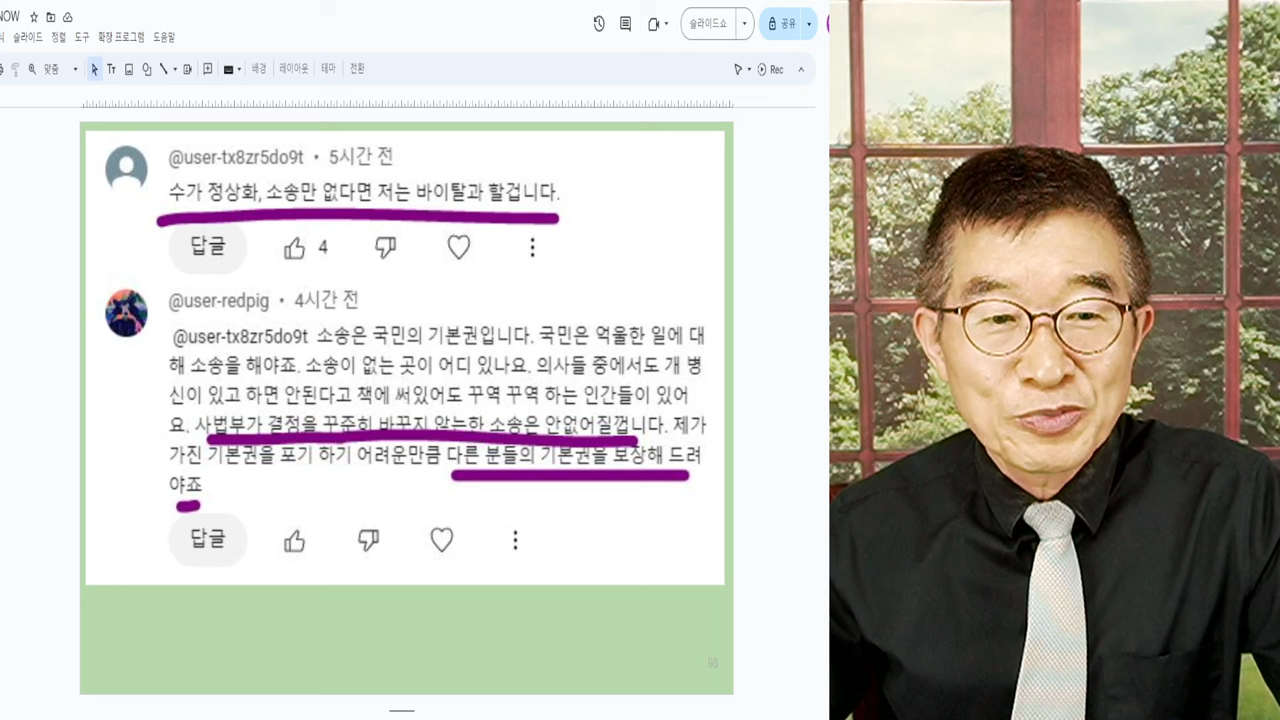 NOW
슬라이드 정렬 도구 확장 프로그램 도움말
슬라이드쇼
공유
맞춤
Tr
배경
레이아웃
테마
전환
Rec
@user-tx8zr5do9t • 5시간 전
수가 정상화, 소송만 없다면 저는 바이탈과 할겁니다.
답글
4
@user-redpig • 4시간 전
@user-tx8zr5do9t 소송은 국민의 기본권입니다. 국민은 억울한 일에 대
해 소송을 해야죠. 소송이 없는 곳이 어디 있나요. 의사들 중에서도 개 병
신이 있고 하면 안된다고 책에 써있어도 꾸역 꾸역 하는 인간들이 있어
요. 사법부가 결정을 꾸준히 바꾸지 않는한 소송은 안없어질껍니다. 제가
가진 기본권을 포기 하기 어려운만큼 다른 분들의 기본권을 보장해 드려
야죠
답글
98